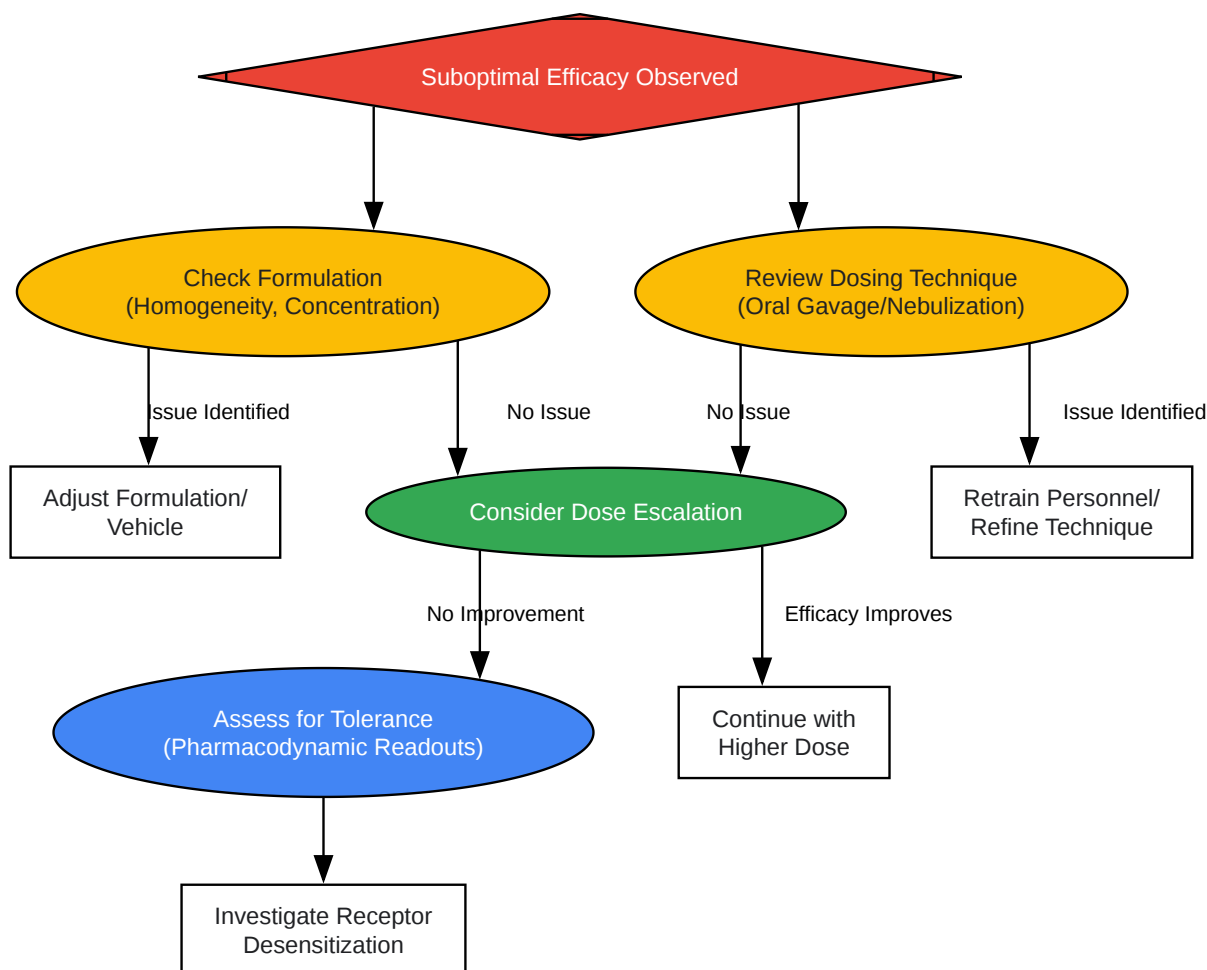 Suboptimal Efficacy Observed
Check Formulation
(Homogeneity, Concentration)
Review Dosing Technique
(Oral Gavage/Nebulization)
Issue Identified
No Issue
No Issue
Issue Identified
Adjust Formulation/
Vehicle
Consider Dose Escalation
Retrain Personnel/
Refine Technique
No Improvement
Efficacy Improves
Assess for Tolerance
(Pharmacodynamic Readouts)
Continue with
Higher Dose
Investigate Receptor
Desensitization